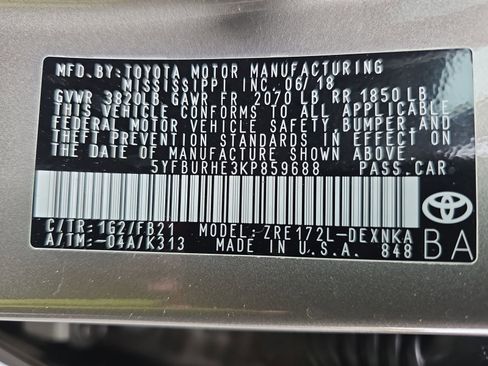 MFD. BY TOYOTA MOTOR MANUFACTURING
MISSISSIPPI INC. 06/18
GVWR 3820LB GAWR FR 2070 LB RR 1850 LB
THIS VEHICLE CONFORMS TO ALL APPLICABLE
FEDERAL MOTOR VEHICLE SAFETY, BUMPER, AND
THEFT PREVENTION STANDARDS IN EFFECT ON
THE DATE OF MANUFACTURE SHOWN ABOVE.
5YFBURHE3KP859688 PASS. CAR
C/TR: 1G2/FB21 ZRE172L-DEXNKA
A/TM: -04A/K313 MADE IN U.S.A. 848
BA